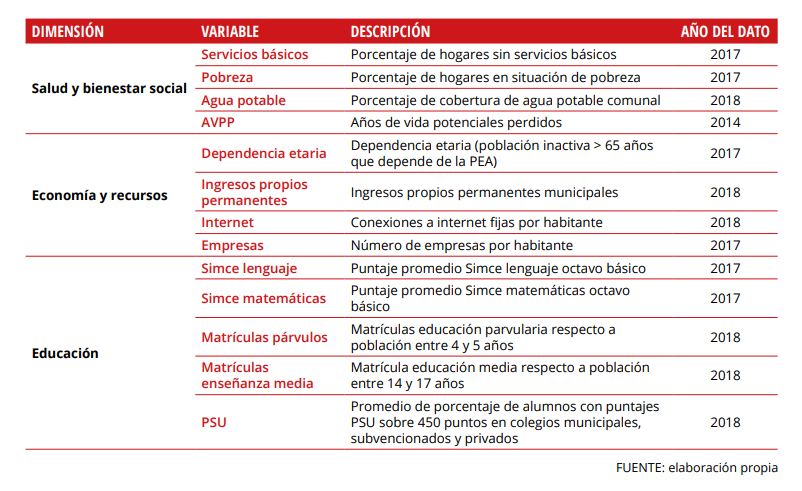 DIMENSIÓN VARIABLE DESCRIPCIÓN AÑO DEL DATO
Salud y bienestar social
Servicios básicos Porcentaje de hogares sin servicios básicos 2017
Pobreza Porcentaje de hogares en situación de pobreza 2017
Agua potable Porcentaje de cobertura de agua potable comunal 2018
AVPP Años de vida potenciales perdidos 2014
Economía y recursos
Dependencia etaria Dependencia etaria (población inactiva > 65 años
que depende de la PEA) 2017
Ingresos propios
permanentes Ingresos propios permanentes municipales 2018
Internet Conexiones a internet fijas por habitante 2018
Empresas Número de empresas por habitante 2017
Educación
Simce lenguaje Puntaje promedio Simce lenguaje octavo básico 2017
Simce matemáticas Puntaje promedio Simce matemáticas octavo
básico 2017
Matrículas párvulos Matrículas educación parvularia respecto a
población entre 4 y 5 años 2018
Matrículas Matrícula educación media respecto a población
enseñanza media entre 14 y 17 años 2018
PSU Promedio de porcentaje de alumnos con puntajes
PSU sobre 450 puntos en colegios municipales,
subvencionados y privados 2018
FUENTE: elaboración propia